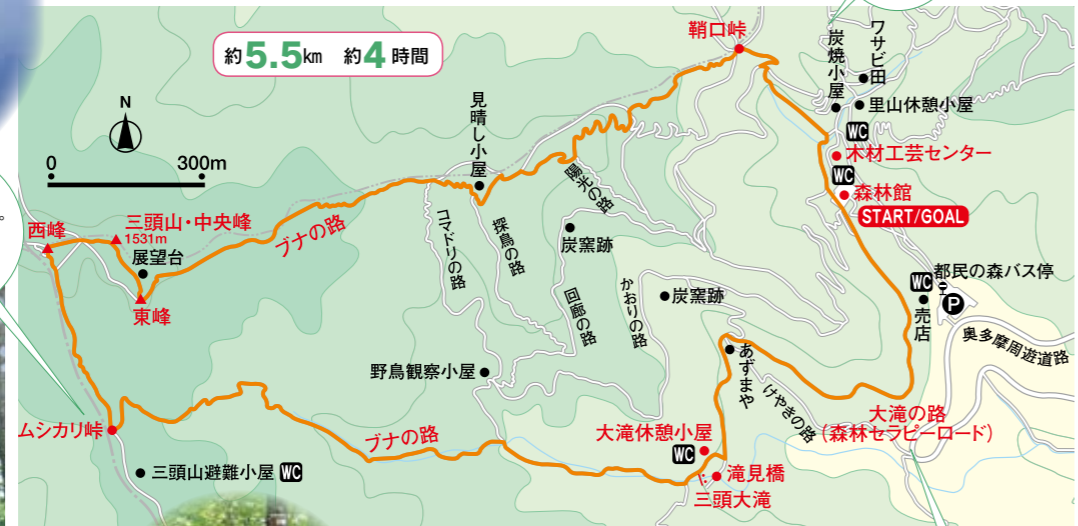 約5.5km 約4時間
N
0 300m
鞘口峠
ワサビ田
炭焼小屋
里山休憩小屋
WC
木材工芸センター
WC
森林館
START/GOAL
見晴し小屋
陽光の路
三頭山・中央峰
1531m
展望台
西峰
東峰
ブナの路
コマドリの路
探鳥の路
炭窯跡
回廊の路
かおりの路
炭窯跡
WC
売店
都民の森バス停
P
奥多摩周遊道路
あずまや
けやきの路
野鳥観察小屋
大滝の路
(森林セラピーロード)
ムシカリ峠
ブナの路
大滝休憩小屋
WC
滝見橋
三頭大滝
三頭山避難小屋 WC
。